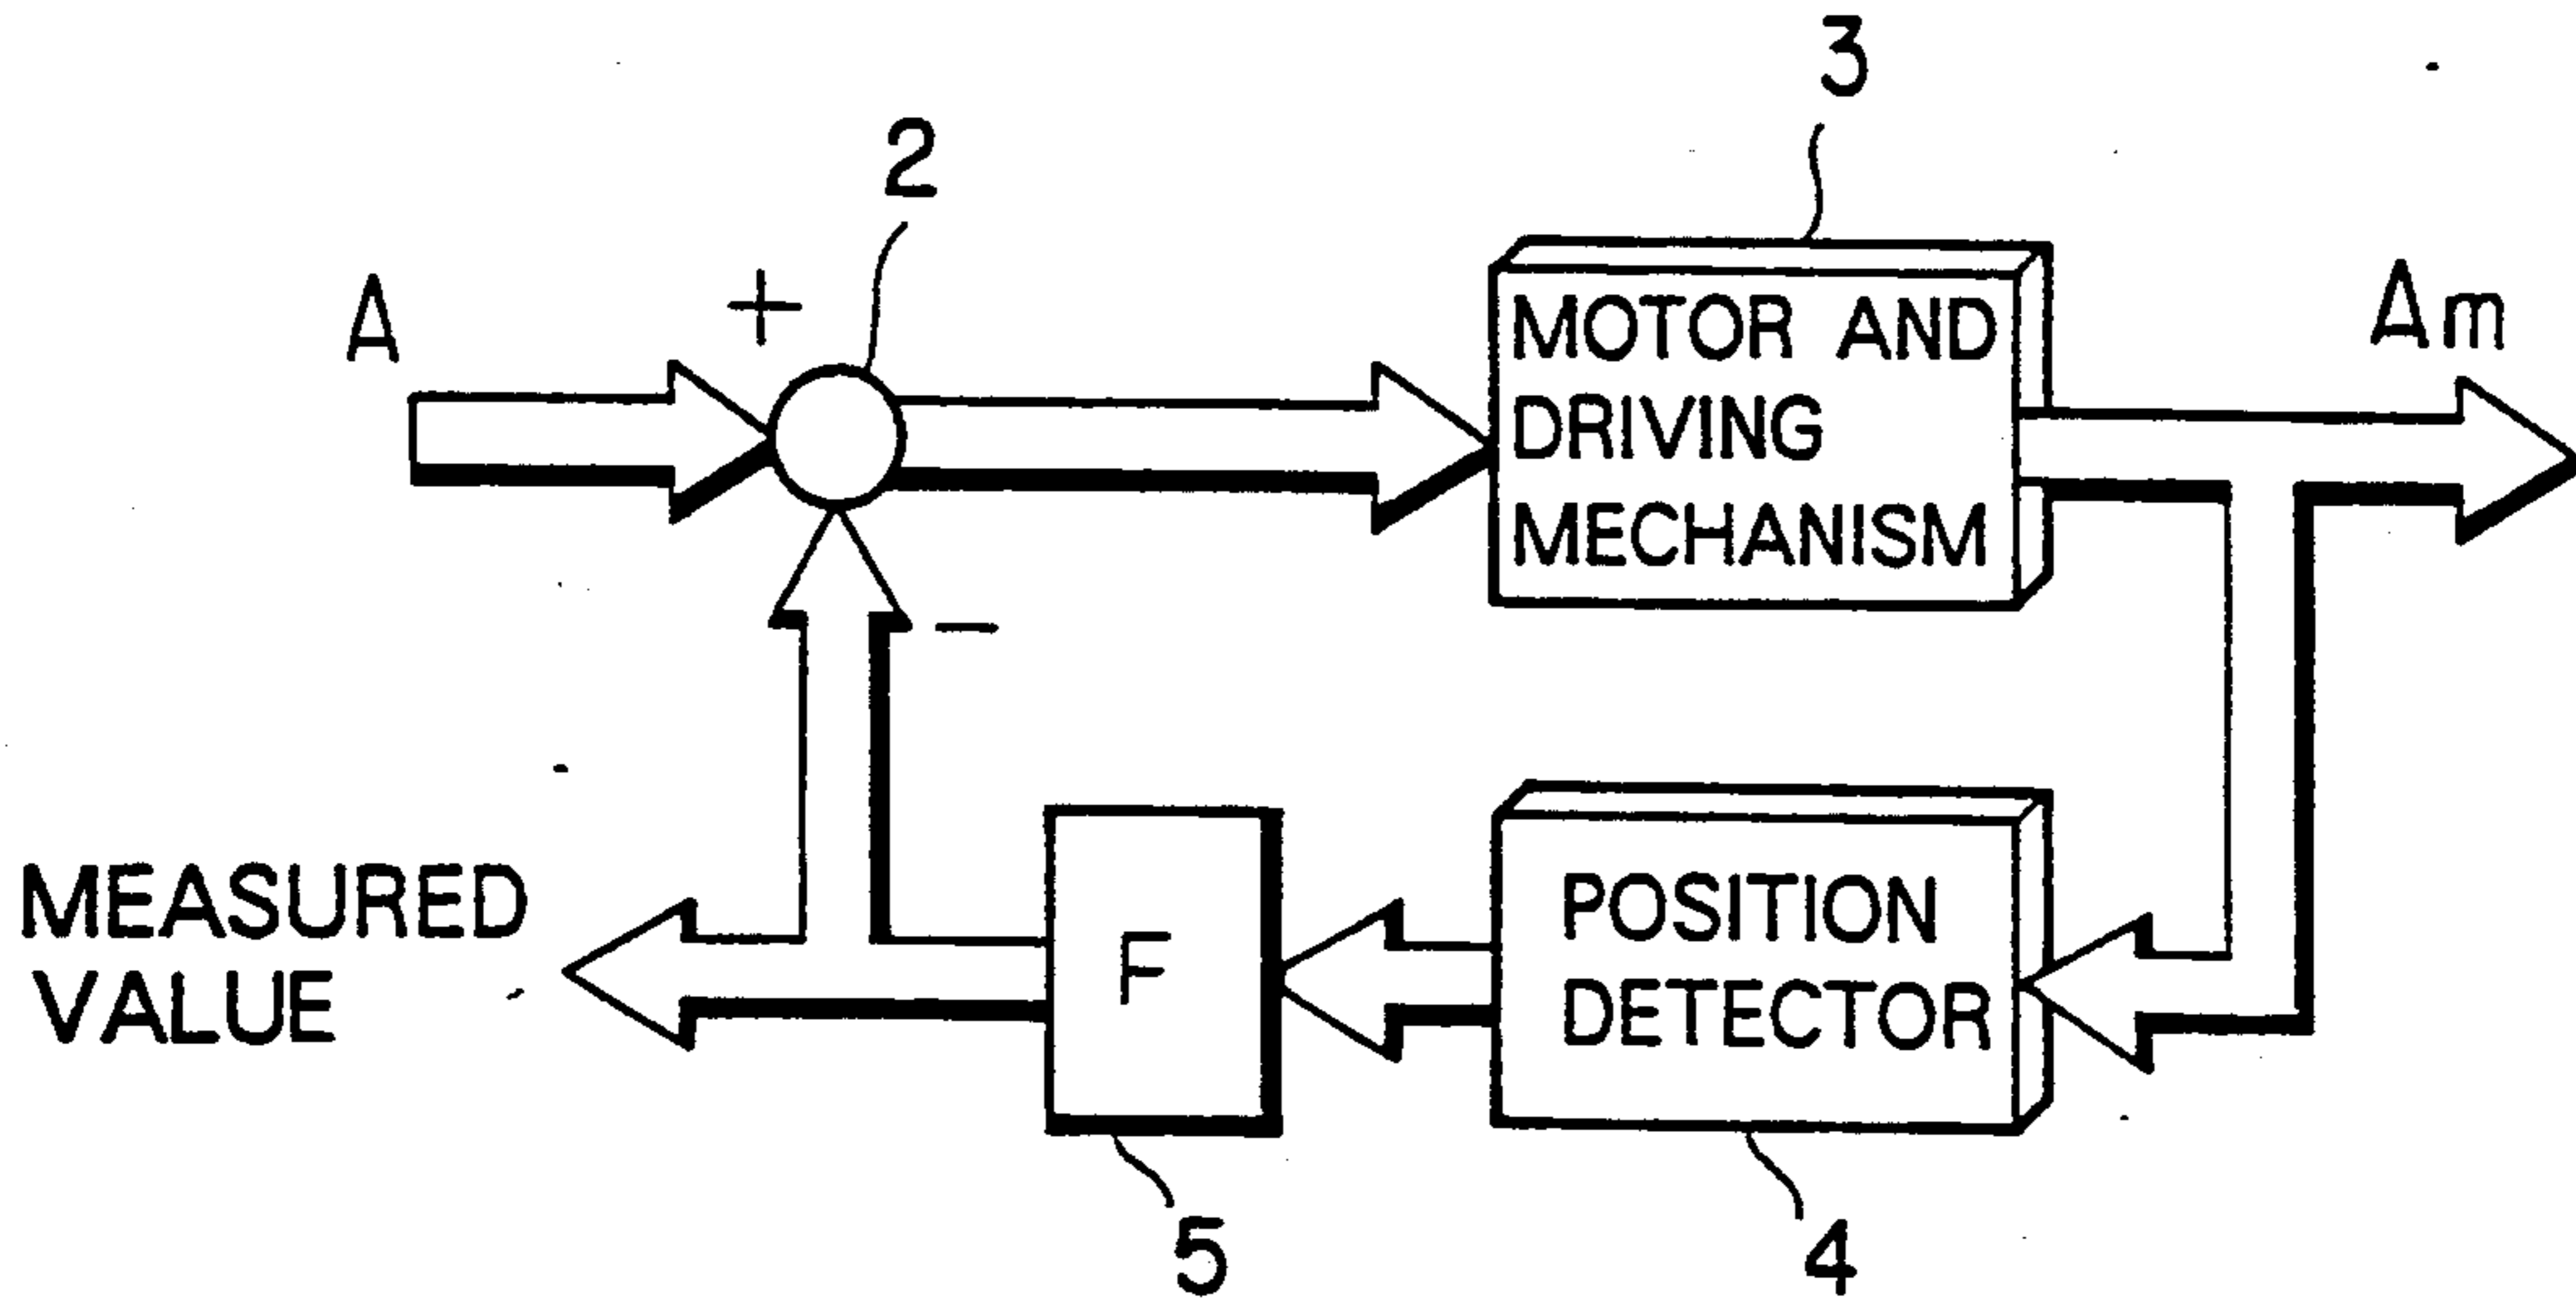 3
2
A
+
MOTOR AND
DRIVING
MECHANISM
Am
-
MEASURED
VALUE
F
POSITION
DETECTOR
5
4